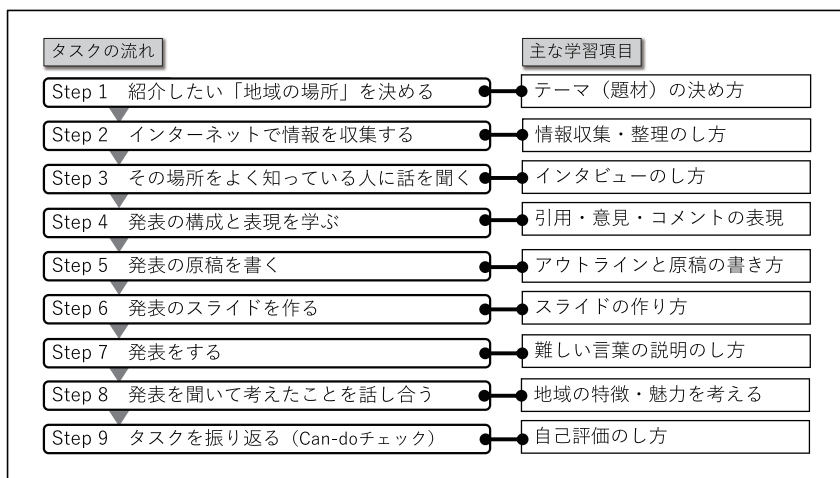 タスクの流れ 主な学習項目
Step 1 紹介したい「地域の場所」を決める テーマ（題材）の決め方
Step 2 インターネットで情報を収集する 情報収集・整理のし方
Step 3 その場所をよく知っている人に話を聞く インタビューのし方
Step 4 発表の構成と表現を学ぶ 引用・意見・コメントの表現
Step 5 発表の原稿を書く アウトラインと原稿の書き方
Step 6 発表のスライドを作る スライドの作り方
Step 7 発表をする 難しい言葉の説明のし方
Step 8 発表を聞いて考えたことを話し合う 地域の特徴・魅力を考える
Step 9 タスクを振り返る（Can-doチェック） 自己評価のし方